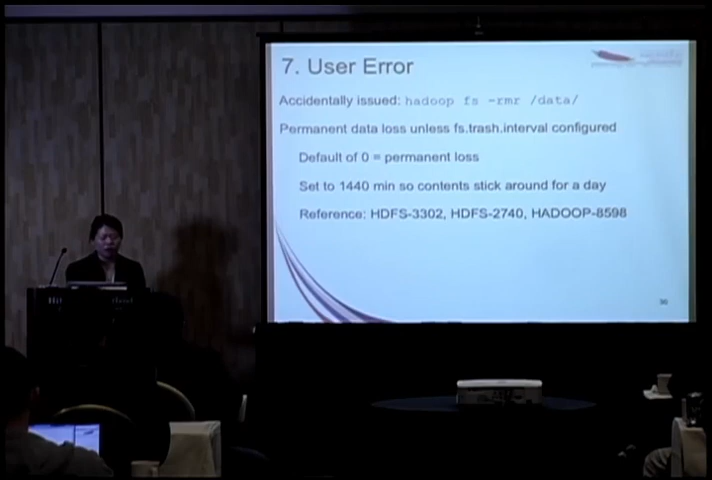 7. User Error
Accidentally issued: hadoop fs -rmr /data/
Permanent data loss unless fs.trash.interval configured
Default of 0 = permanent loss
Set to 1440 min so contents stick around for a day
Reference: HDFS-3302, HDFS-2740, HADOOP-8598